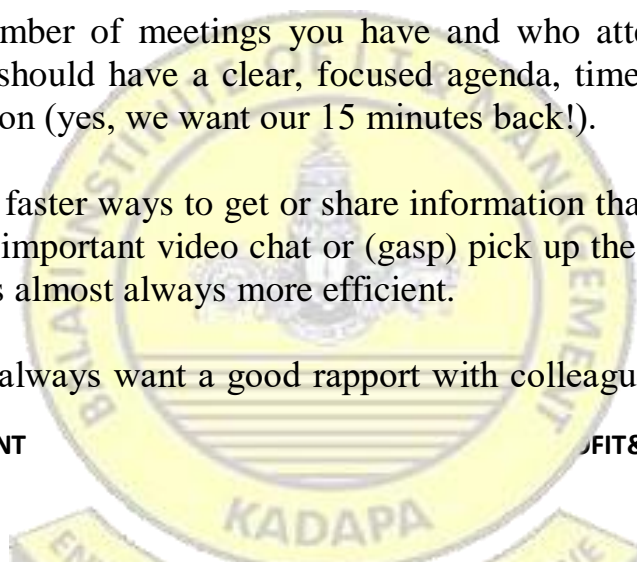 mber of meetings you have and who atte
should have a clear, focused agenda, time
on (yes, we want our 15 minutes back!).
faster ways to get or share information tha
important video chat or (gasp) pick up the
s almost always more efficient.
always want a good rapport with colleagu
NT OFIT&
KADAPA